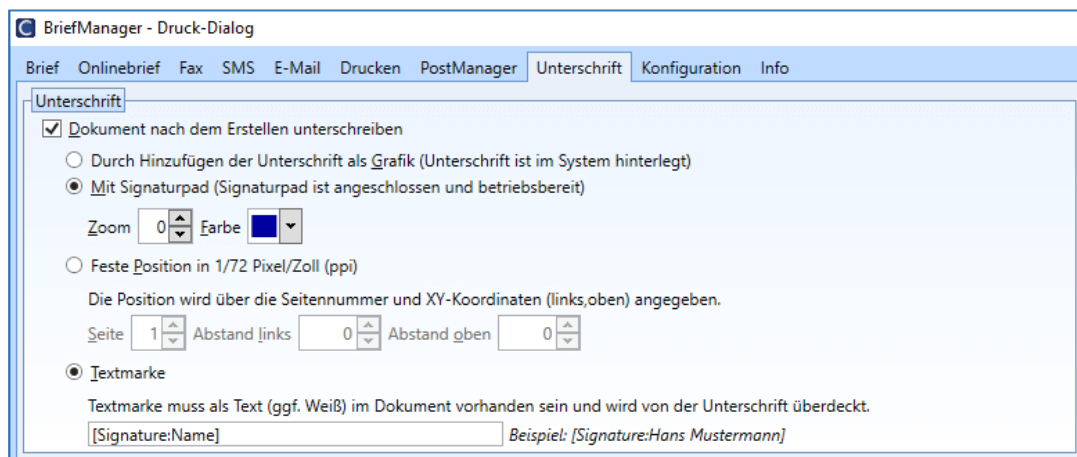 BriefManager - Druck-Dialog
Brief Onlinebrief Fax SMS E-Mail Drucken PostManager Unterschrift Konfiguration Info
Unterschrift
Dokument nach dem Erstellen unterschreiben
Durch Hinzufügen der Unterschrift als Grafik (Unterschrift ist im System hinterlegt)
Mit Signaturpad (Signaturpad ist angeschlossen und betriebsbereit)
Zoom 0 Farbe
Feste Position in 1/72 Pixel/Zoll (ppi)
Die Position wird über die Seitennummer und XY-Koordinaten (links,oben) angegeben.
Seite 1 Abstand links 0 Abstand oben 0
Textmarke
Textmarke muss als Text (ggf. Weiß) im Dokument vorhanden sein und wird von der Unterschrift überdeckt.
[Signature:Name] Beispiel: [Signature:Hans Mustermann]